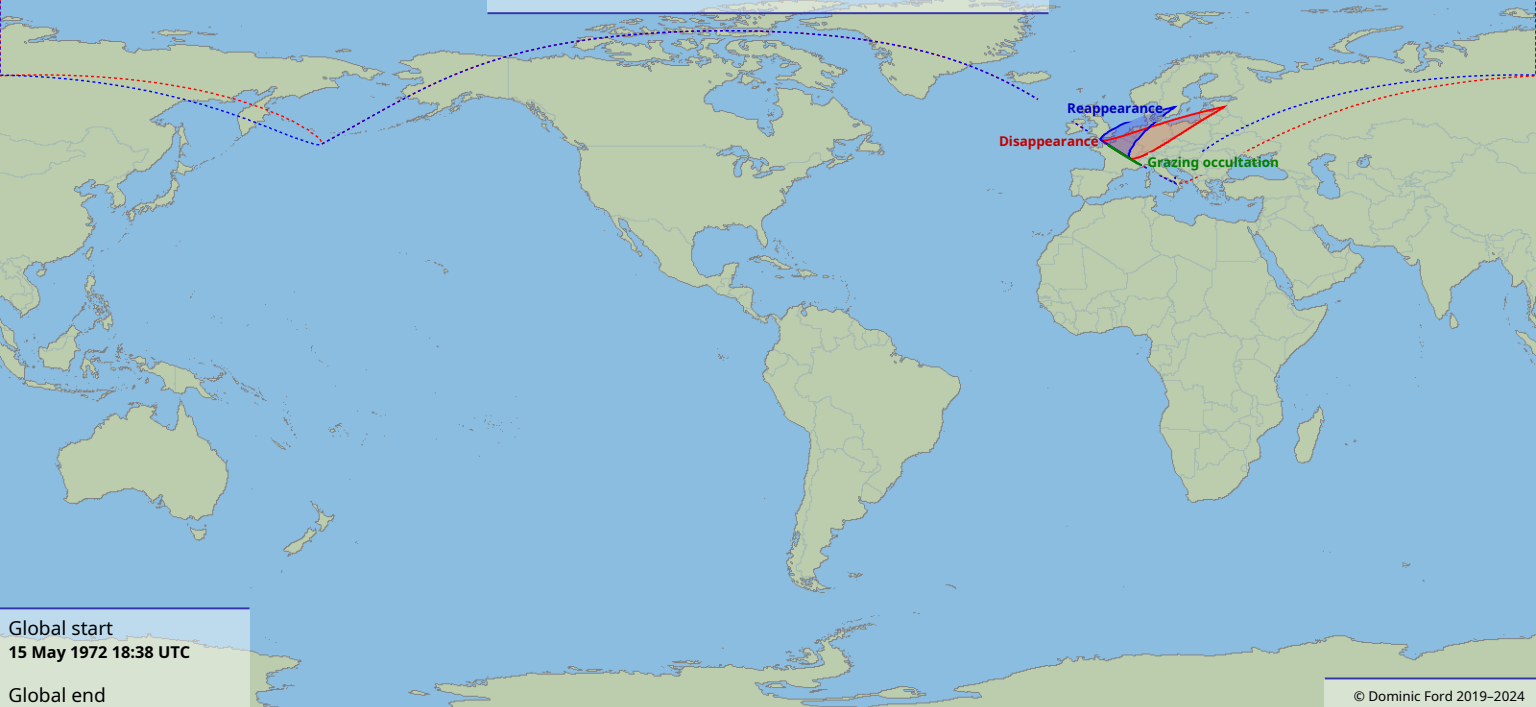 Reappearance
Disappearance
Grazing occultation
Global start
15 May 1972 18:38 UTC
Global end
© Dominic Ford 2019–2024